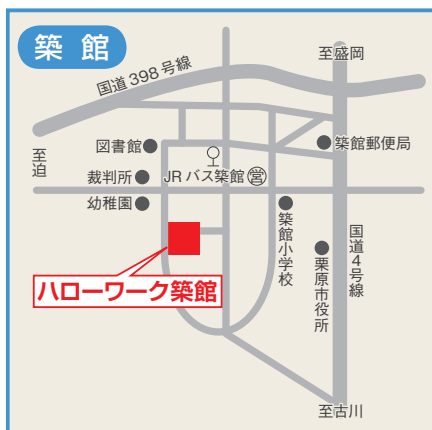 築館
至盛岡
国道398号線
図書館
築館郵便局
至迫
裁判所
JRバス築館
営
幼稚園
築館小学校
国道4号線
栗原市役所
ハローワーク築館
至古川